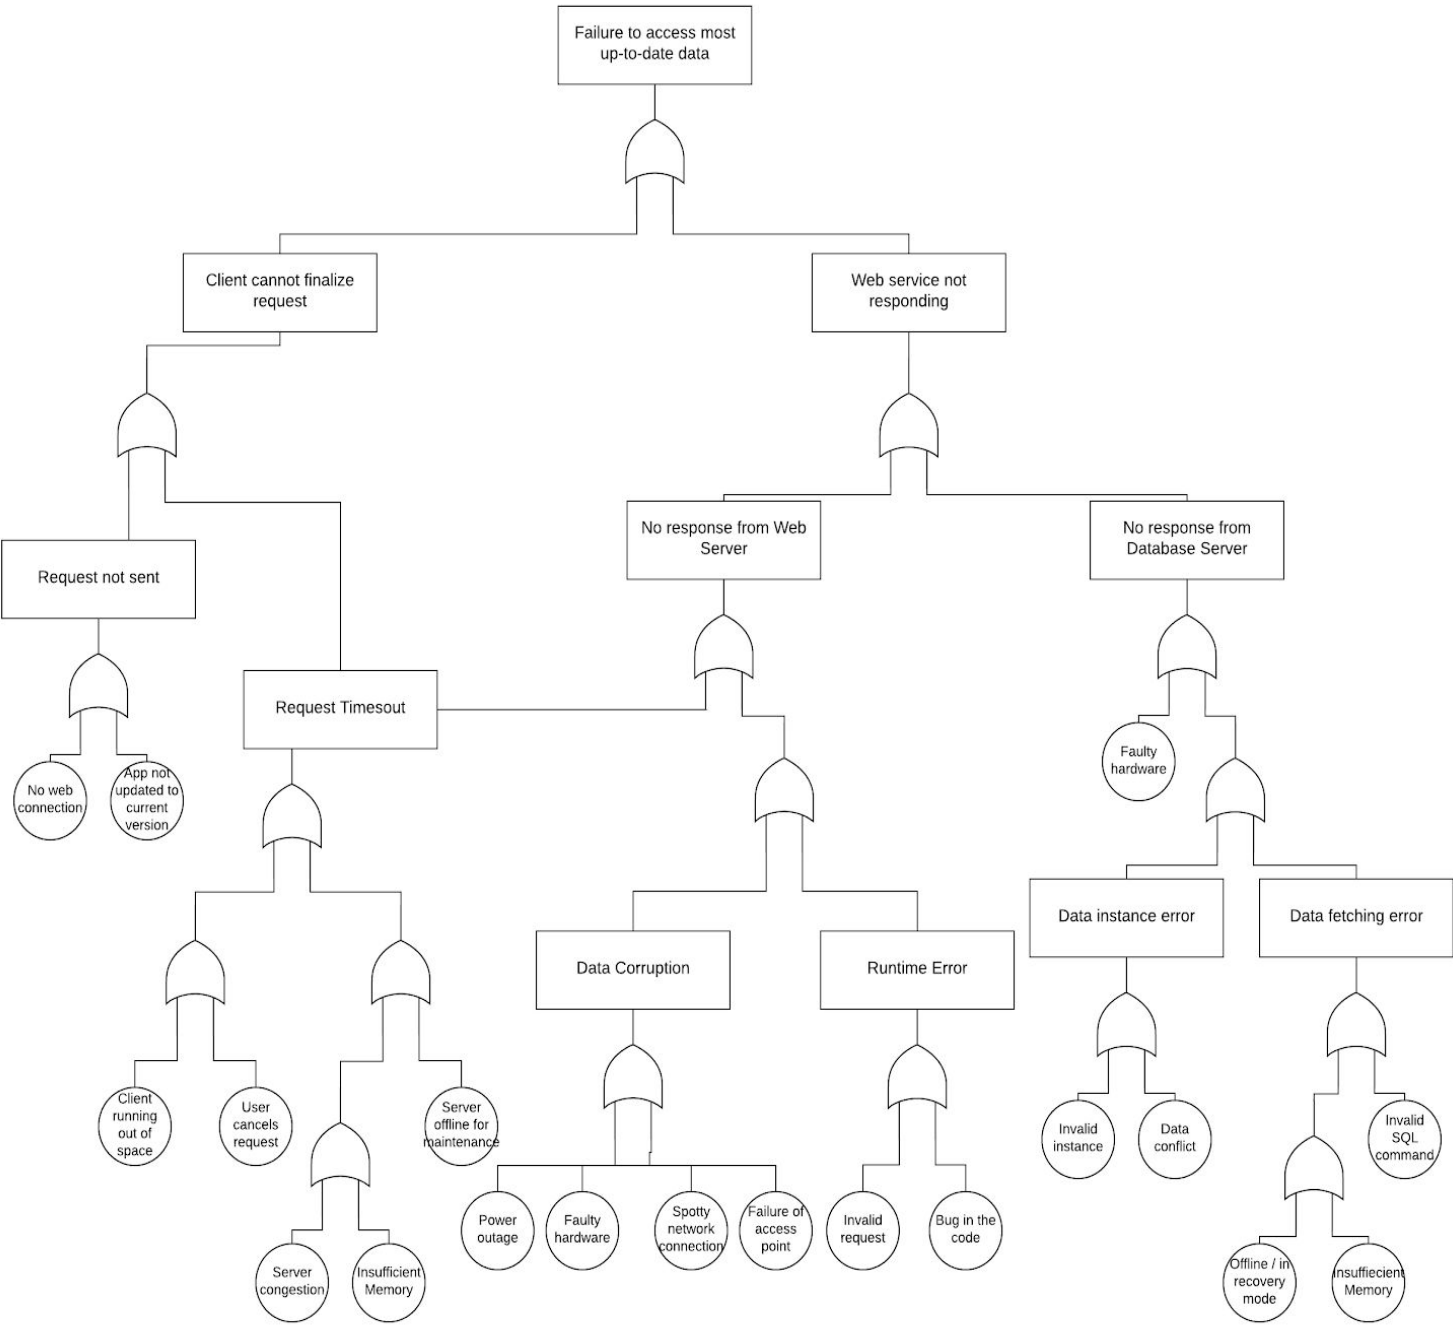 Failure to access most
up-to-date data
Client cannot finalize
request
Web service not
responding
No response from Web
Server
No response from
Database Server
Request not sent
Request Timesout
Faulty
hardware
No web
connection
App not
updated to
current
version
Data instance error
Data fetching error
Data Corruption
Runtime Error
Client
running
out of
space
User
cancels
request
Server
offline for
maintenance
Invalid
instance
Data
conflict
Invalid
SQL
command
Power
outage
Faulty
hardware
Spotty
network
connection
Failure of
access
point
Invalid
request
Bug in the
code
Server
congestion
Insufficient
Memory
Offline / in
recovery
mode
Insuffiecient
Memory